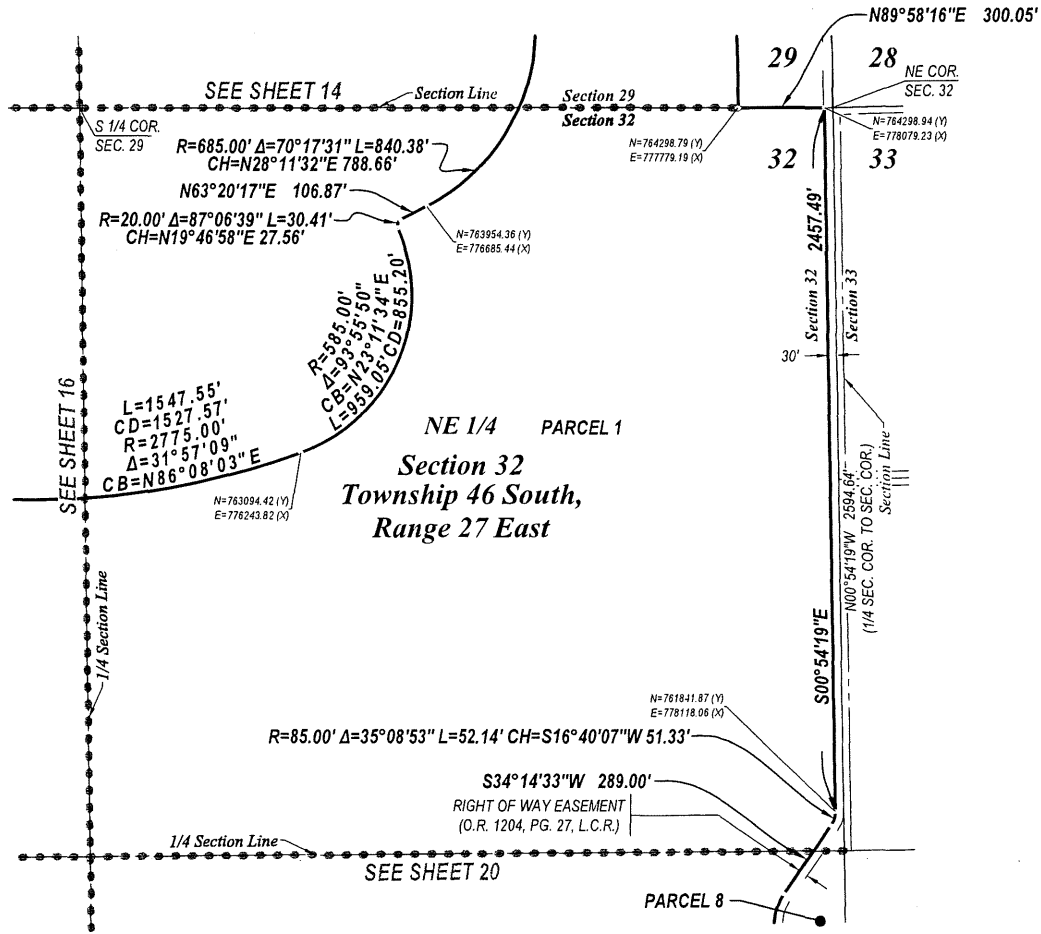 N89°58'16"E 300.05'
29
28
SEE SHEET 14
Section Line
Section 29
Section 32
NE COR.
SEC. 32
S 1/4 COR.
SEC. 29
N=764298.94 (Y)
E=778079.23 (X)
R=685.00' Δ=70°17'31" L=840.38'
CH=N28°11'32"E 788.66'
N=764298.79 (Y)
E=777779.19 (X)
32
33
N63°20'17"E 106.87'
R=20.00' Δ=87°06'39" L=30.41'
CH=N19°46'58"E 27.56'
N=763954.36 (Y)
E=776685.44 (X)
2457.49'
Section 32
Section 33
30'
R=585.00'
Δ=93°55'50"
CB=N23°11'34"E
L=959.05' CD=855.20'
L=1547.55'
CD=1527.57'
R=2775.00'
Δ=31°57'09"
CB=N86°08'03"E
SEE SHEET 16
NE 1/4 PARCEL 1
Section 32
Township 46 South,
Range 27 East
N=763094.42 (Y)
E=776243.82 (X)
N00°54'19"W 2594.64'
(1/4 SEC. COR. TO SEC. COR.)
Section Line
1/4 Section Line
S00°54'19"E
N=761841.87 (Y)
E=778118.06 (X)
R=85.00' Δ=35°08'53" L=52.14' CH=S16°40'07"W 51.33'
S34°14'33"W 289.00'
RIGHT OF WAY EASEMENT
(O.R. 1204, PG. 27, L.C.R.)
1/4 Section Line
SEE SHEET 20
PARCEL 8